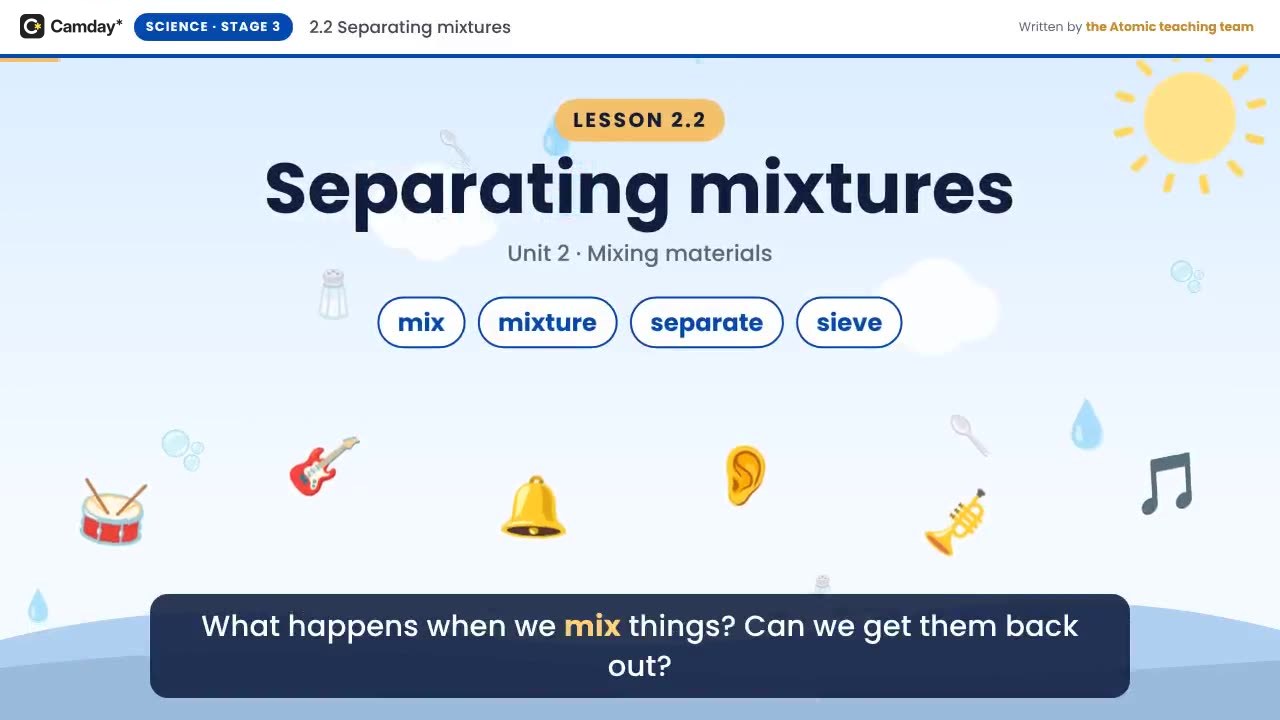 Camday*
SCIENCE · STAGE 3
2.2 Separating mixtures
Written by the Atomic teaching team
LESSON 2.2
Separating mixtures
Unit 2 · Mixing materials
mix
mixture
separate
sieve
What happens when we mix things? Can we get them back
out?